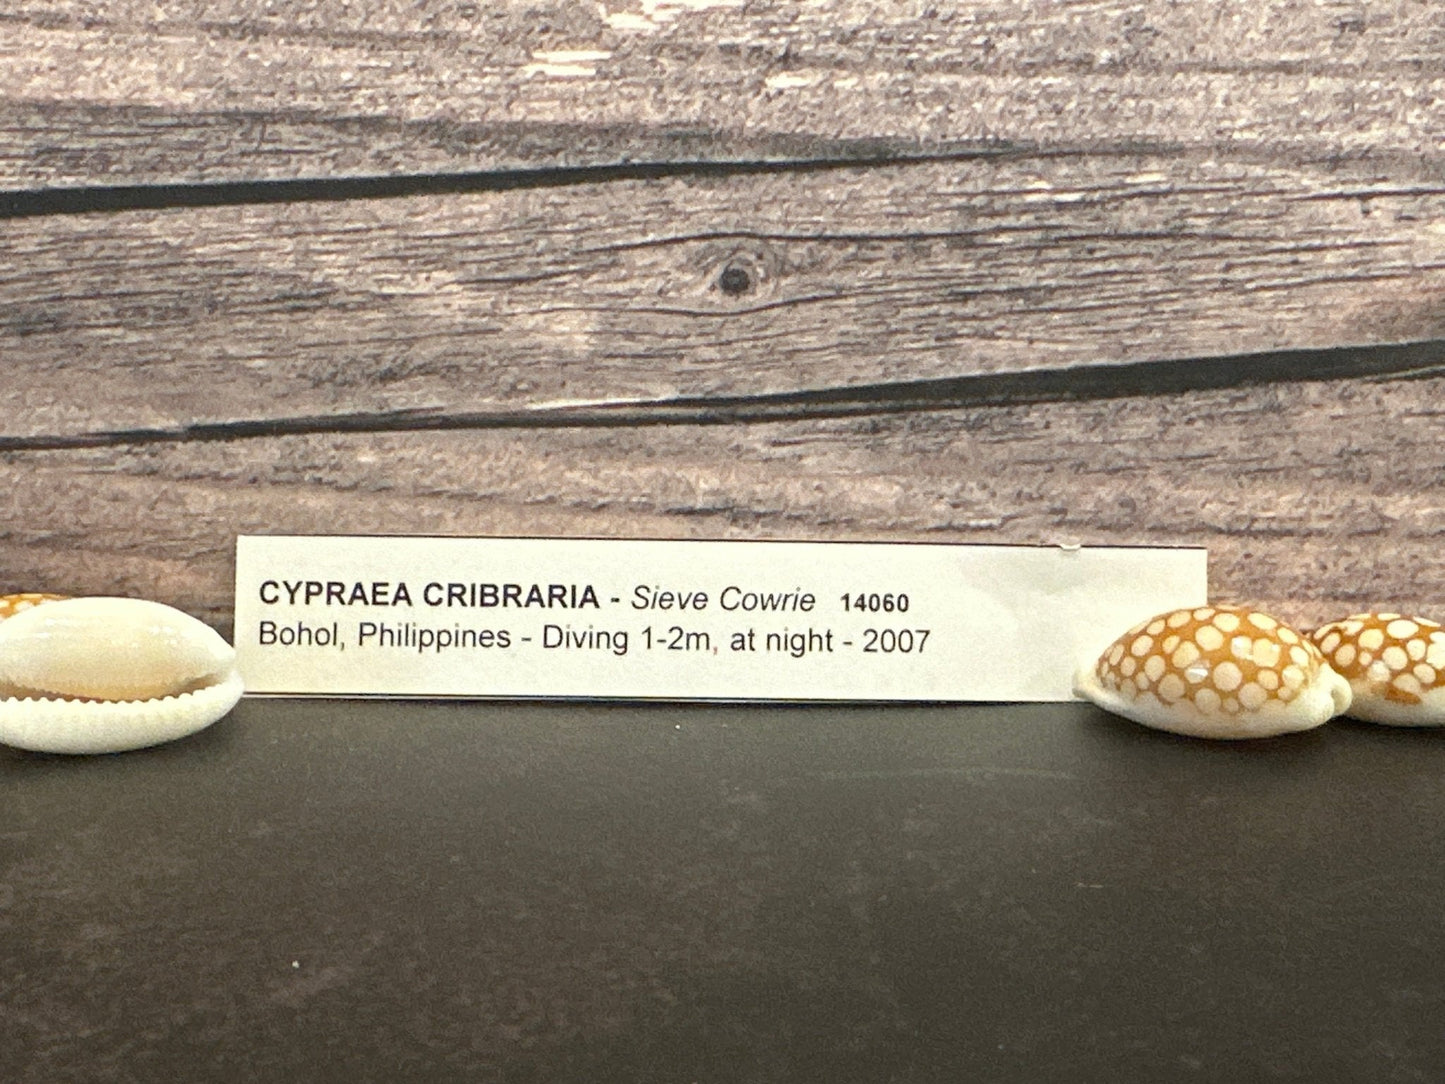 CYPRAEA CRIBRARIA - Sieve Cowrie 14060
Bohol, Philippines - Diving 1-2m, at night - 2007